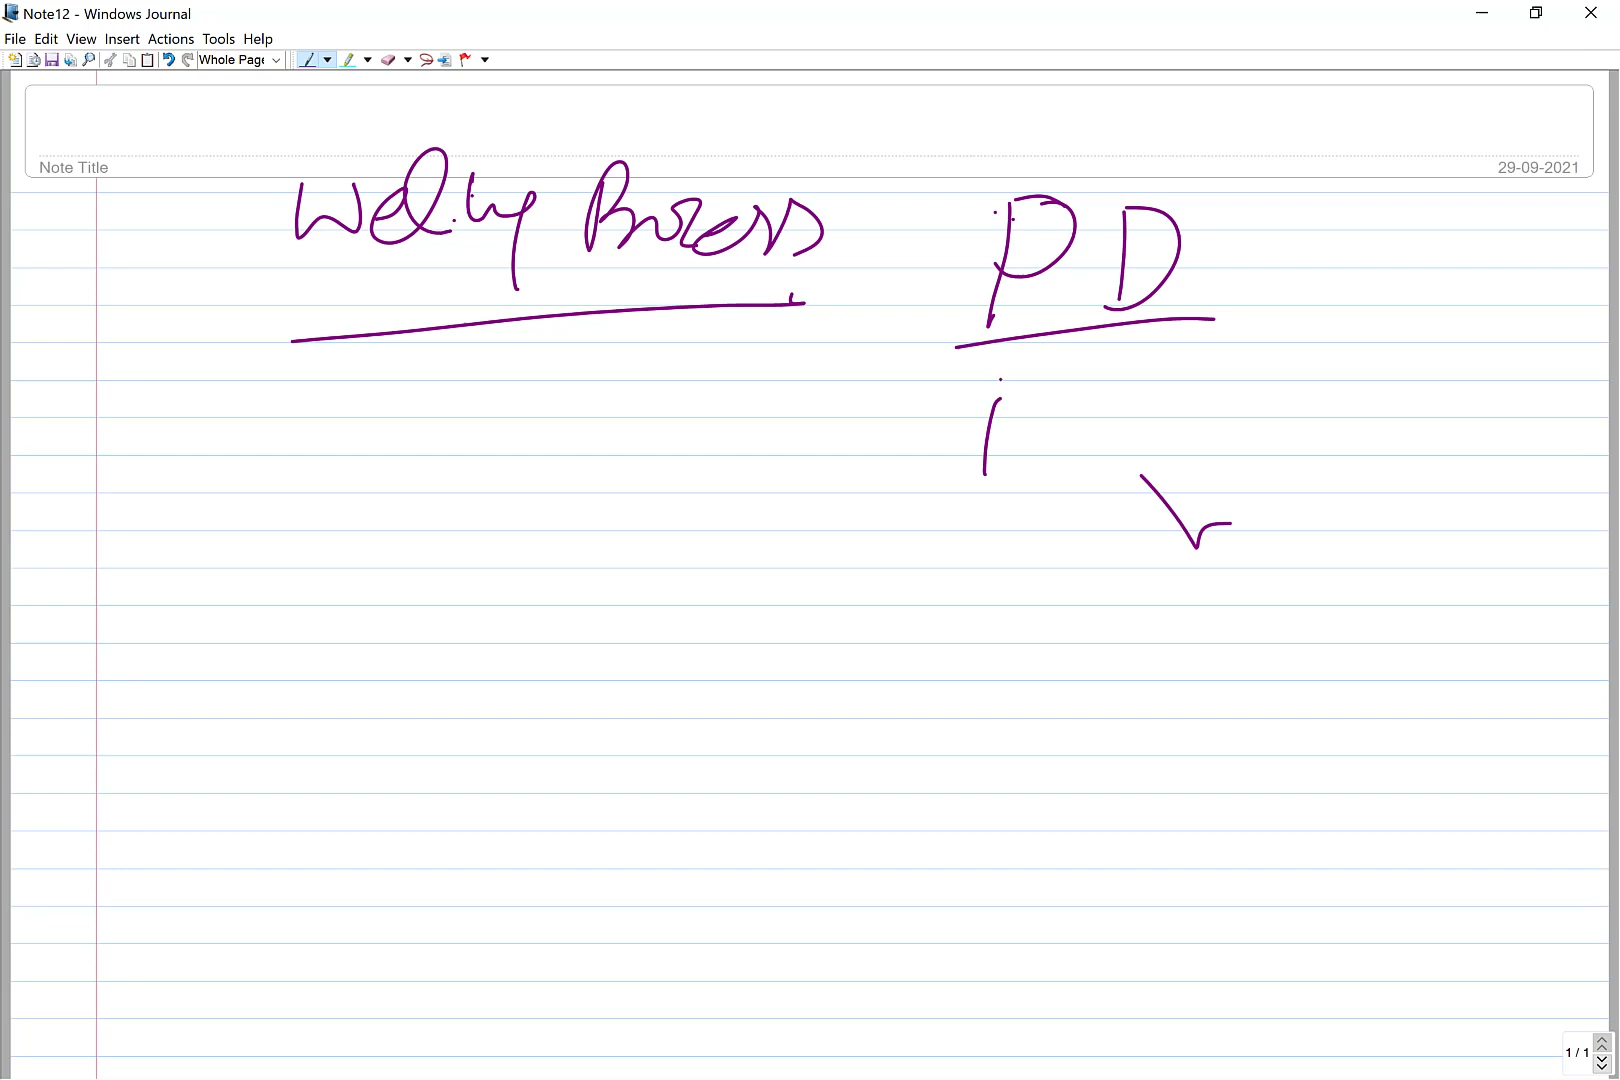 Note12 - Windows Journal
File Edit View Insert Actions Tools Help
Whole Page
Note Title
29-09-2021
Welding Process PD
1 / 1